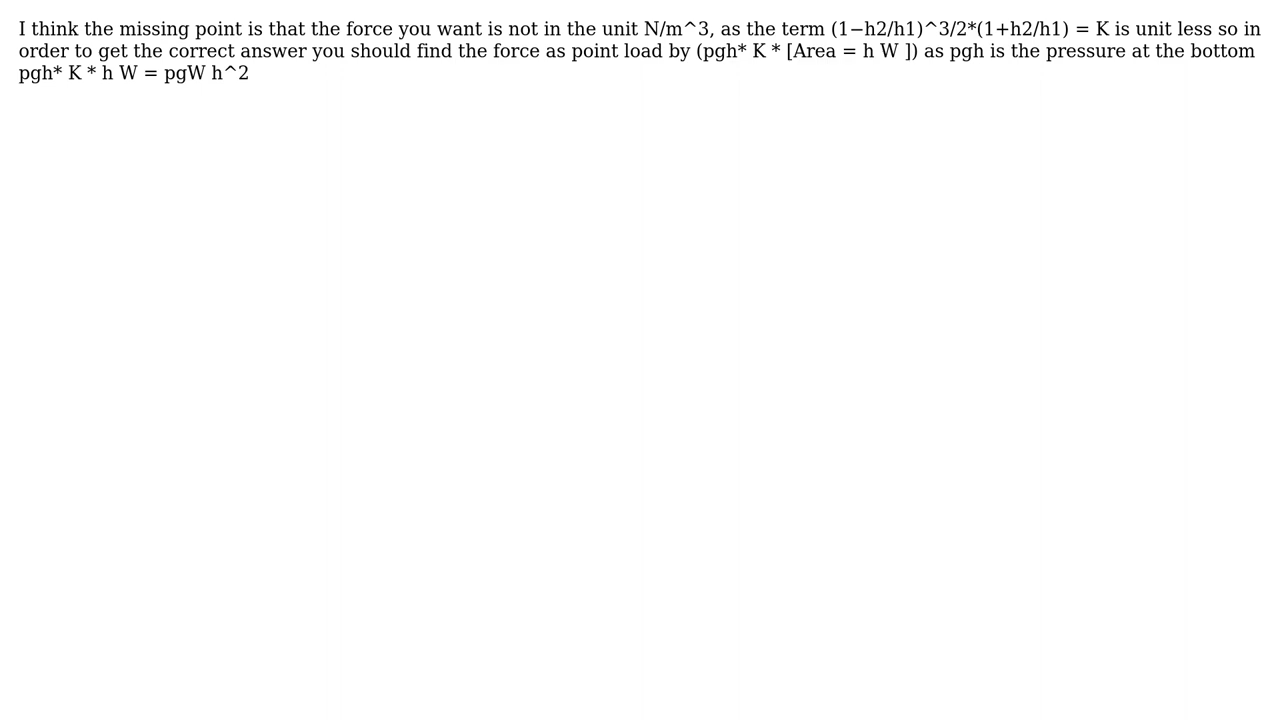 I think the missing point is that the force you want is not in the unit N/m^3, as the term (1−h2/h1)^3/2*(1+h2/h1) = K is unit less so in
order to get the correct answer you should find the force as point load by (pgh* K * [Area = h W ]) as pgh is the pressure at the bottom
pgh* K * h W = pgW h^2